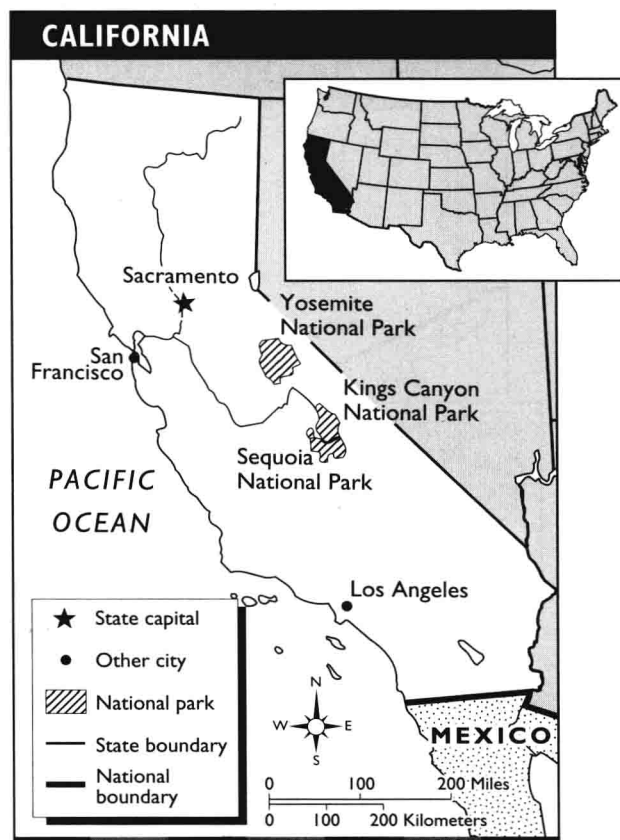 CALIFORNIA
Sacramento
Yosemite
National Park
San
Francisco
Kings Canyon
National Park
Sequoia
National Park
PACIFIC
OCEAN
Los Angeles
State capital
Other city
National park
State boundary
National
boundary
N
W E
S
MEXICO
0 100 200 Miles
0 100 200 Kilometers